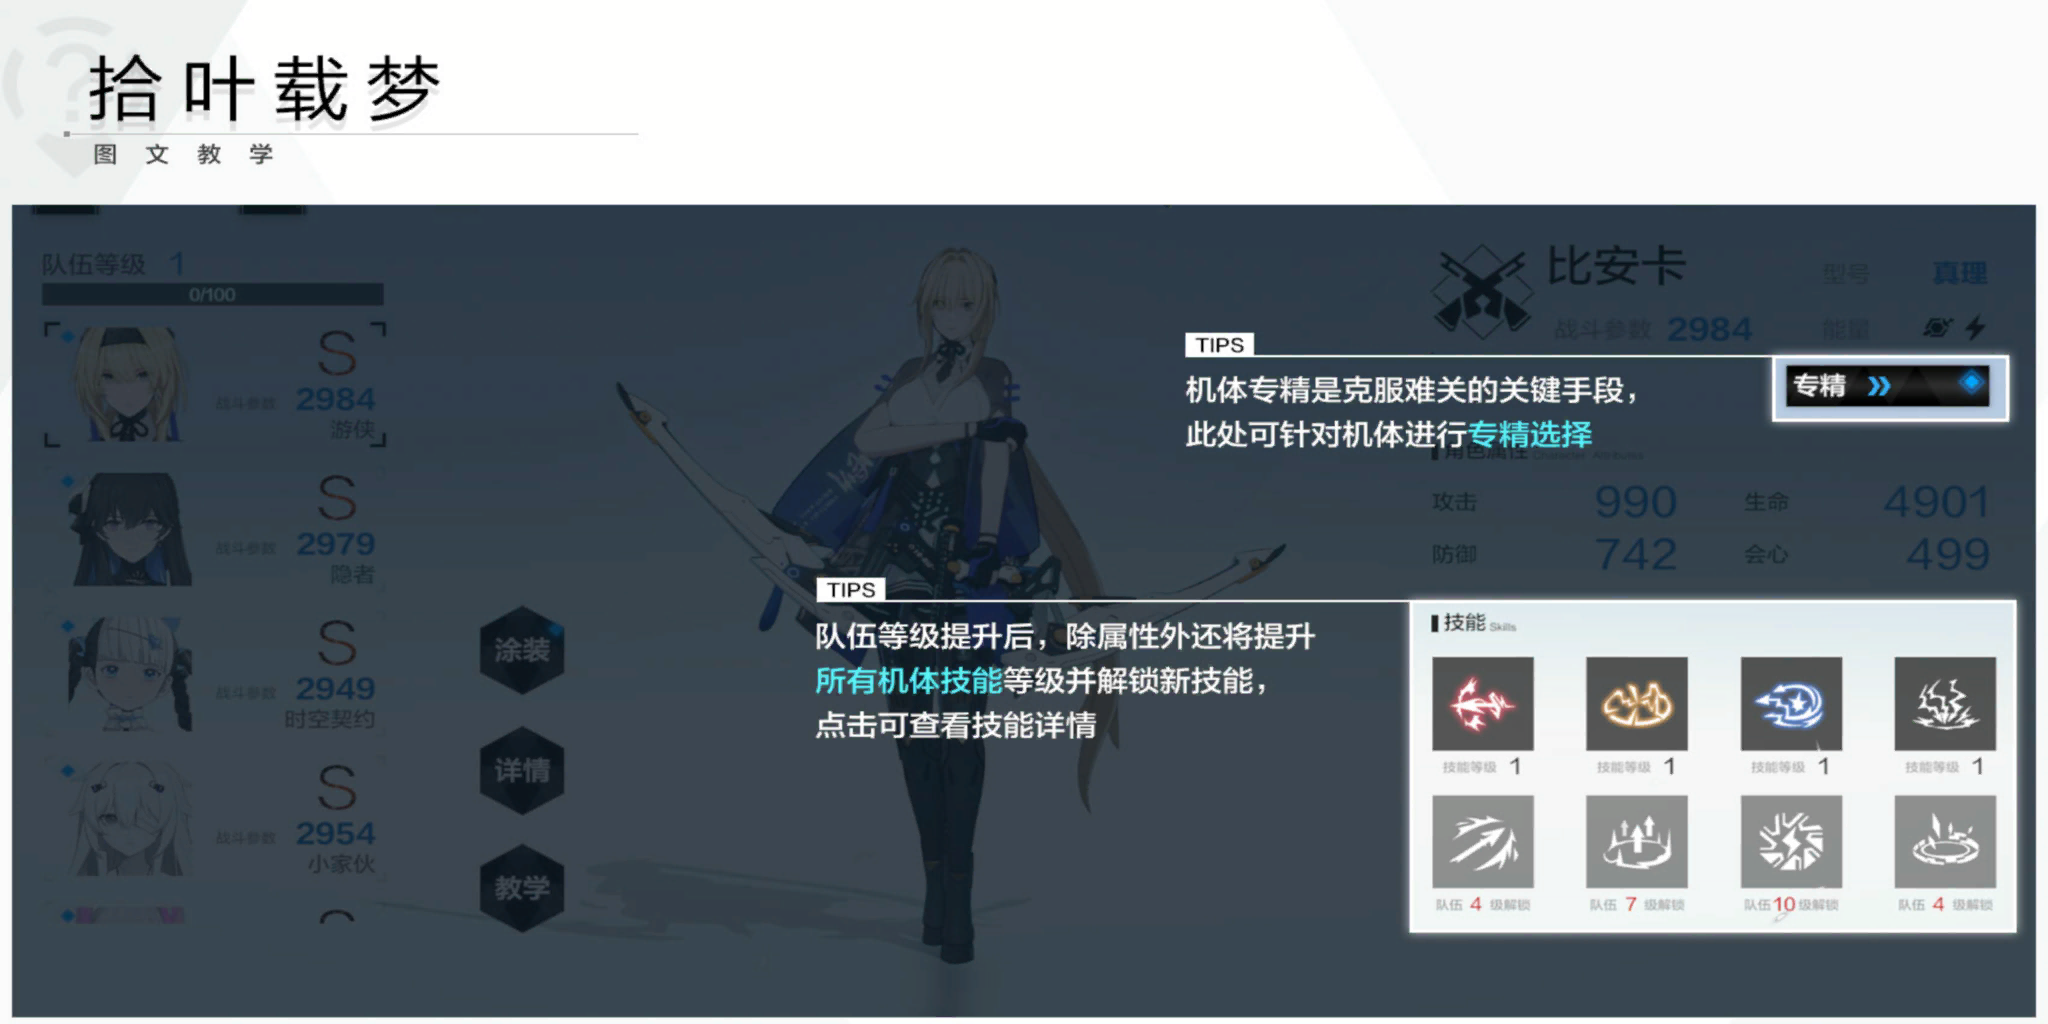 拾叶载梦
图文教学
队伍等级 1
0/100
S
战斗参数 2984
游侠
S
战斗参数 2979
隐者
S
战斗参数 2949
时空契约
S
战斗参数 2954
小家伙
涂装
详情
教学
比安卡
型号 真理
战斗参数 2984
能量
TIPS
机体专精是克服难关的关键手段，
此处可针对机体进行专精选择
专精
角色属性 Character Attributes
攻击 990 生命 4901
防御 742 会心 499
TIPS
队伍等级提升后，除属性外还将提升
所有机体技能等级并解锁新技能，
点击可查看技能详情
技能 Skills
技能等级 1 技能等级 1 技能等级 1 技能等级 1
队伍 4 级解锁 队伍 7 级解锁 队伍 10 级解锁 队伍 4 级解锁